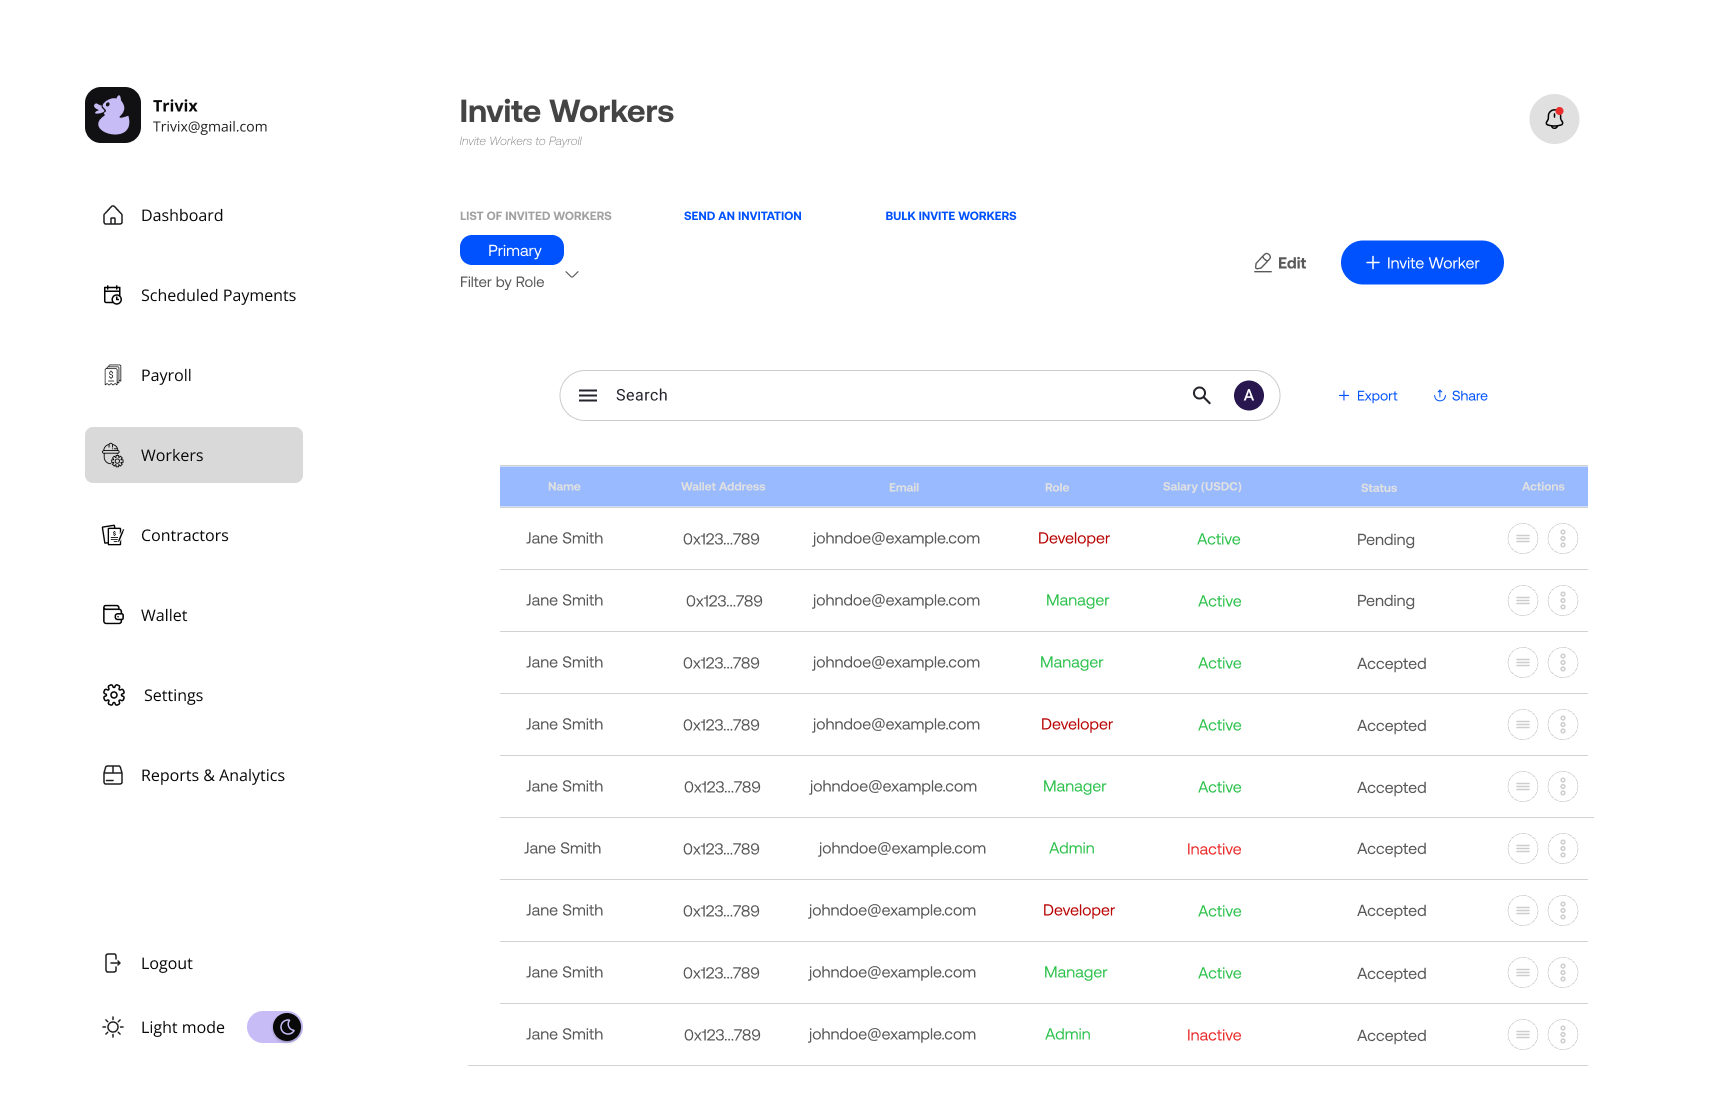 Trivix
Trivix@gmail.com
Dashboard
Scheduled Payments
Payroll
Workers
Contractors
Wallet
Settings
Reports & Analytics
Logout
Light mode
Invite Workers
Invite Workers to Payroll
LIST OF INVITED WORKERS SEND AN INVITATION BULK INVITE WORKERS
Primary
Filter by Role
Edit + Invite Worker
Search A
+ Export Share
Name Wallet Address Email Role Salary (USDC) Status Actions
Jane Smith 0x123...789 johndoe@example.com Developer Active Pending
Jane Smith 0x123...789 johndoe@example.com Manager Active Pending
Jane Smith 0x123...789 johndoe@example.com Manager Active Accepted
Jane Smith 0x123...789 johndoe@example.com Developer Active Accepted
Jane Smith 0x123...789 johndoe@example.com Manager Active Accepted
Jane Smith 0x123...789 johndoe@example.com Admin Inactive Accepted
Jane Smith 0x123...789 johndoe@example.com Developer Active Accepted
Jane Smith 0x123...789 johndoe@example.com Manager Active Accepted
Jane Smith 0x123...789 johndoe@example.com Admin Inactive Accepted